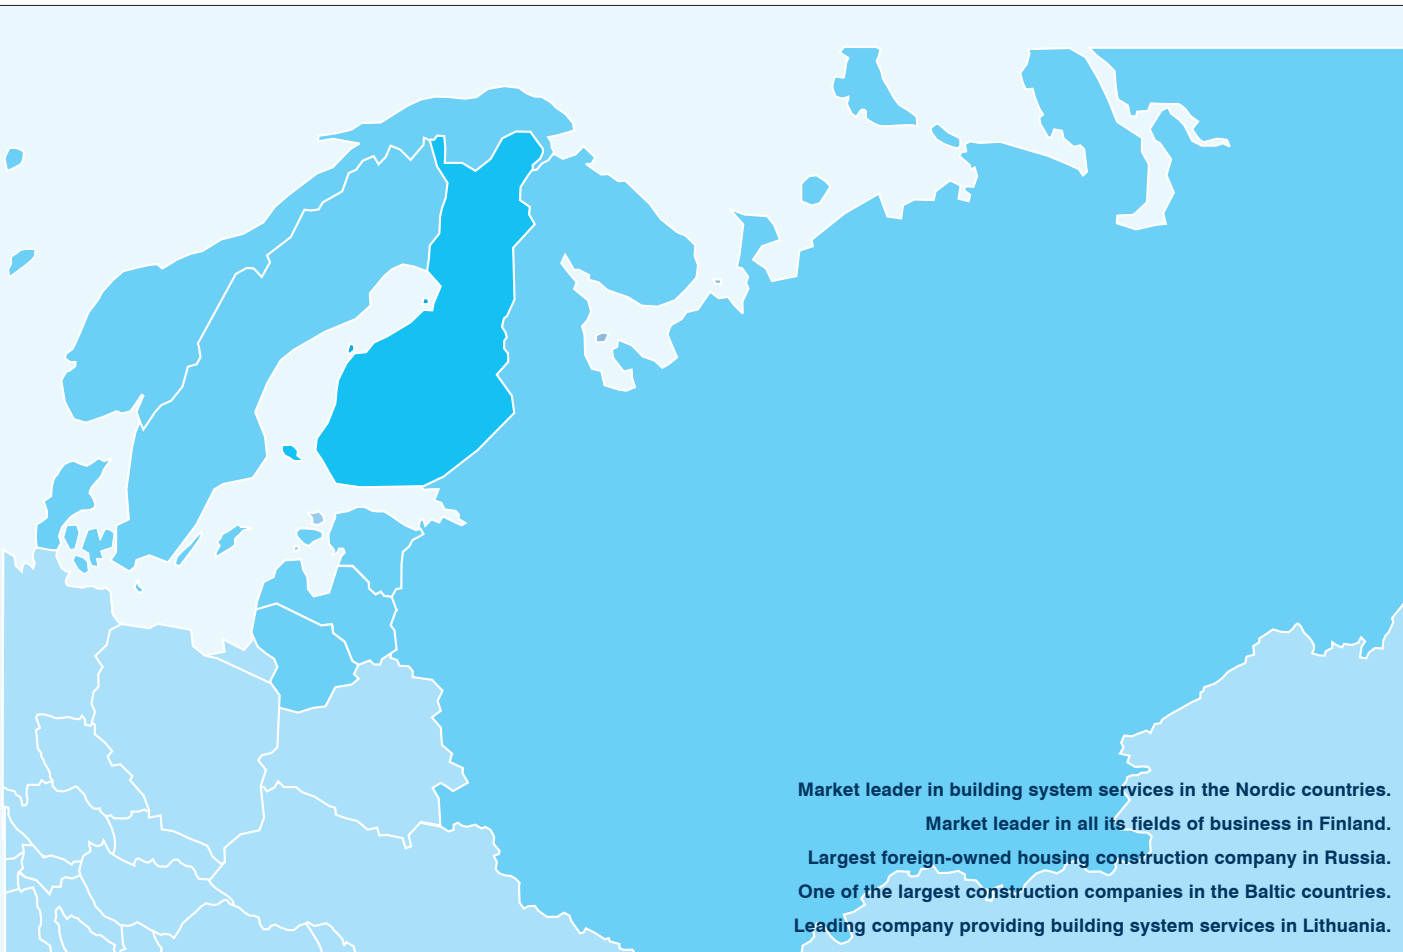 Market leader in building system services in the Nordic countries.
Market leader in all its fields of business in Finland.
Largest foreign-owned housing construction company in Russia.
One of the largest construction companies in the Baltic countries.
Leading company providing building system services in Lithuania.